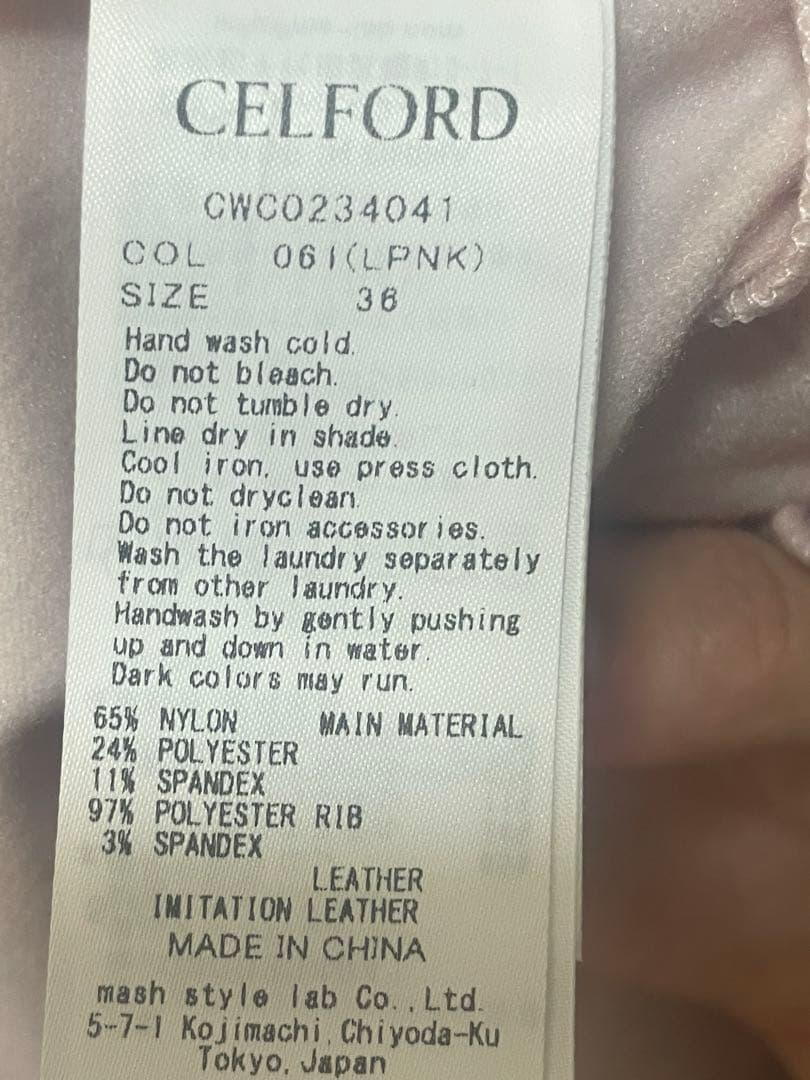 CELFORD
CWCO234041
COL 061(LPNK)
SIZE 36
Hand wash cold.
Do not bleach.
Do not tumble dry.
Line dry in shade.
Cool iron, use press cloth.
Do not dryclean.
Do not iron accessories.
Wash the laundry separately
from other laundry.
Handwash by gently pushing
up and down in water.
Dark colors may run.
65% NYLON MAIN MATERIAL
24% POLYESTER
11% SPANDEX
97% POLYESTER RIB
3% SPANDEX
LEATHER
IMITATION LEATHER
MADE IN CHINA
mash style lab Co.,Ltd.
5-7-1 Kojimachi,Chiyoda-Ku
Tokyo, Japan